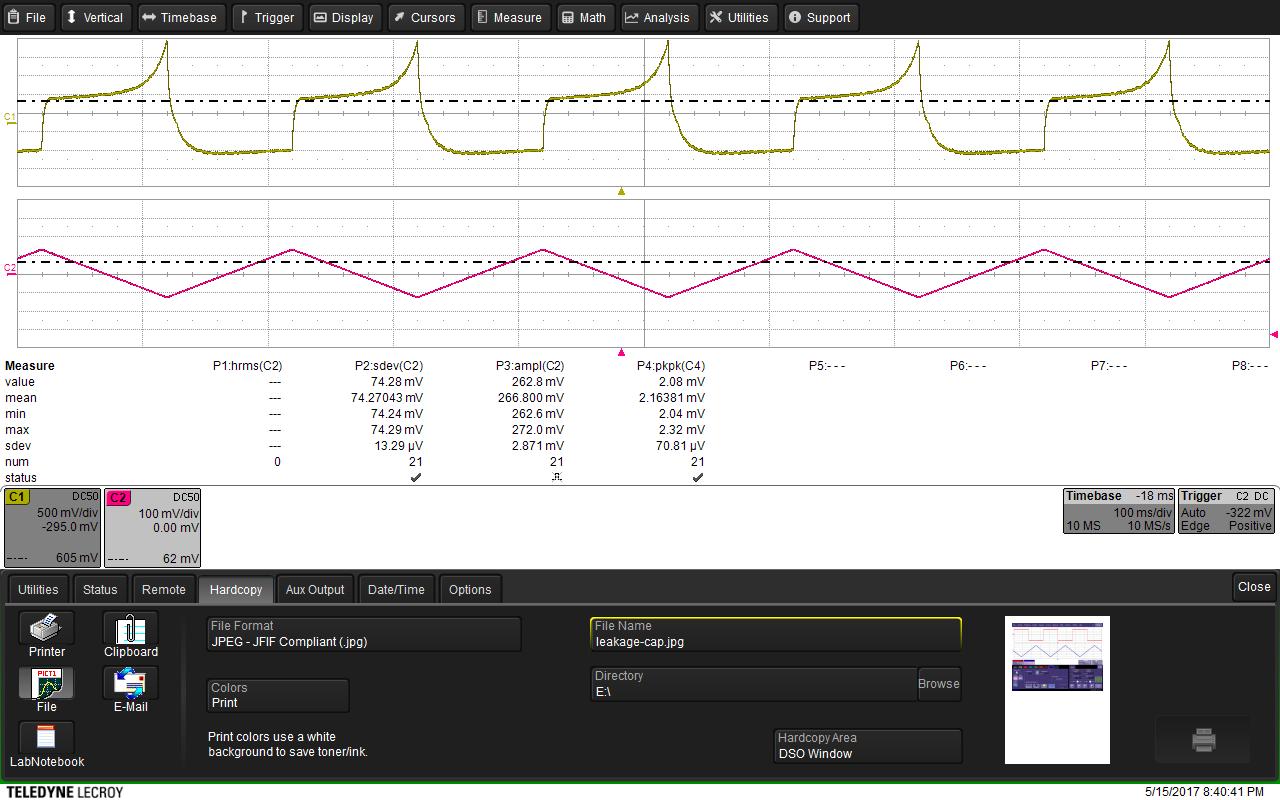 File Vertical Timebase Trigger Display Cursors Measure Math Analysis Utilities Support
C1
C2
Measure P1:hrms(C2) P2:sdev(C2) P3:ampl(C2) P4:pkpk(C4) P5:- - - P6:- - - P7:- - - P8:- - -
value --- 74.28 mV 262.8 mV 2.08 mV
mean --- 74.27043 mV 266.800 mV 2.16381 mV
min --- 74.24 mV 262.6 mV 2.04 mV
max --- 74.29 mV 272.0 mV 2.32 mV
sdev --- 13.29 µV 2.871 mV 70.81 µV
num 0 21 21 21
status
C1 DC50 C2 DC50 Timebase -18 ms Trigger C2 DC
500 mV/div 100 mV/div 100 ms/div Auto -322 mV
-295.0 mV 0.00 mV 10 MS 10 MS/s Edge Positive
605 mV 62 mV
Utilities Status Remote Hardcopy Aux Output Date/Time Options Close
Printer Clipboard
PICT1
File E-Mail
LabNotebook
File Format
JPEG - JFIF Compliant (.jpg)
Colors
Print
Print colors use a white
background to save toner/ink.
File Name
leakage-cap.jpg
Directory
E:\ Browse
Hardcopy Area
DSO Window
TELEDYNE LECROY 5/15/2017 8:40:41 PM